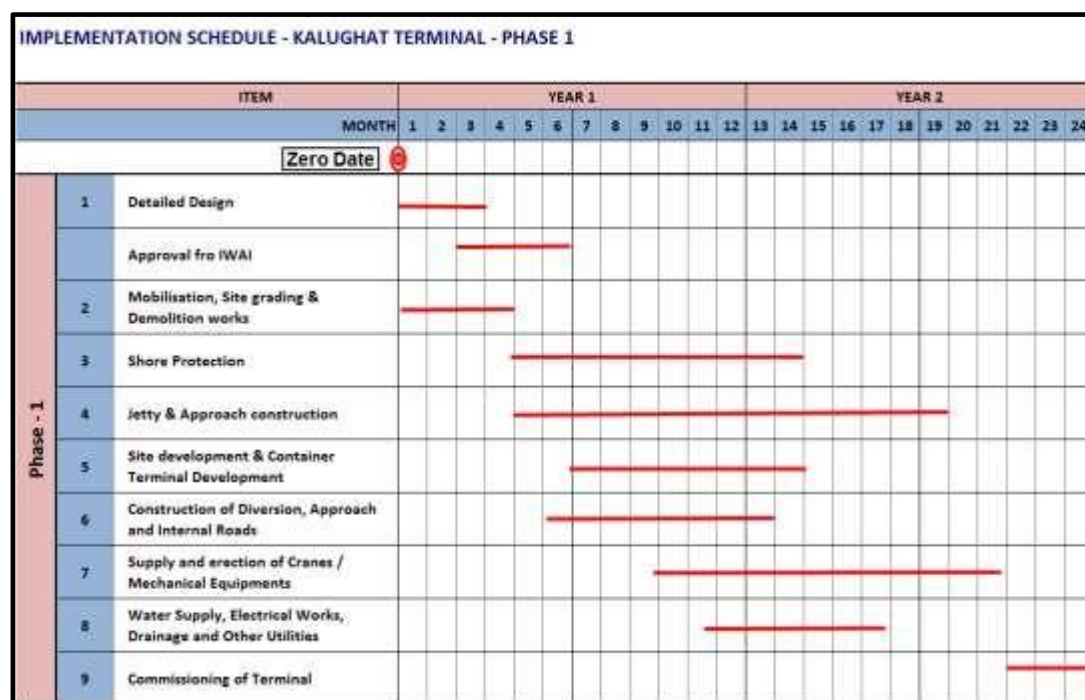 IMPLEMENTATION SCHEDULE - KALUGHAT TERMINAL - PHASE 1
ITEM YEAR 1 YEAR 2
MONTH 1 2 3 4 5 6 7 8 9 10 11 12 13 14 15 16 17 18 19 20 21 22 23 24
Zero Date
Phase - 1
1 Detailed Design
Approval fro IWAI
2 Mobilisation, Site grading &
Demolition works
3 Shore Protection
4 Jetty & Approach construction
5 Site development & Container
Terminal Development
6 Construction of Diversion, Approach
and Internal Roads
7 Supply and erection of Cranes /
Mechanical Equipments
8 Water Supply, Electrical Works,
Drainage and Other Utilities
9 Commissioning of Terminal